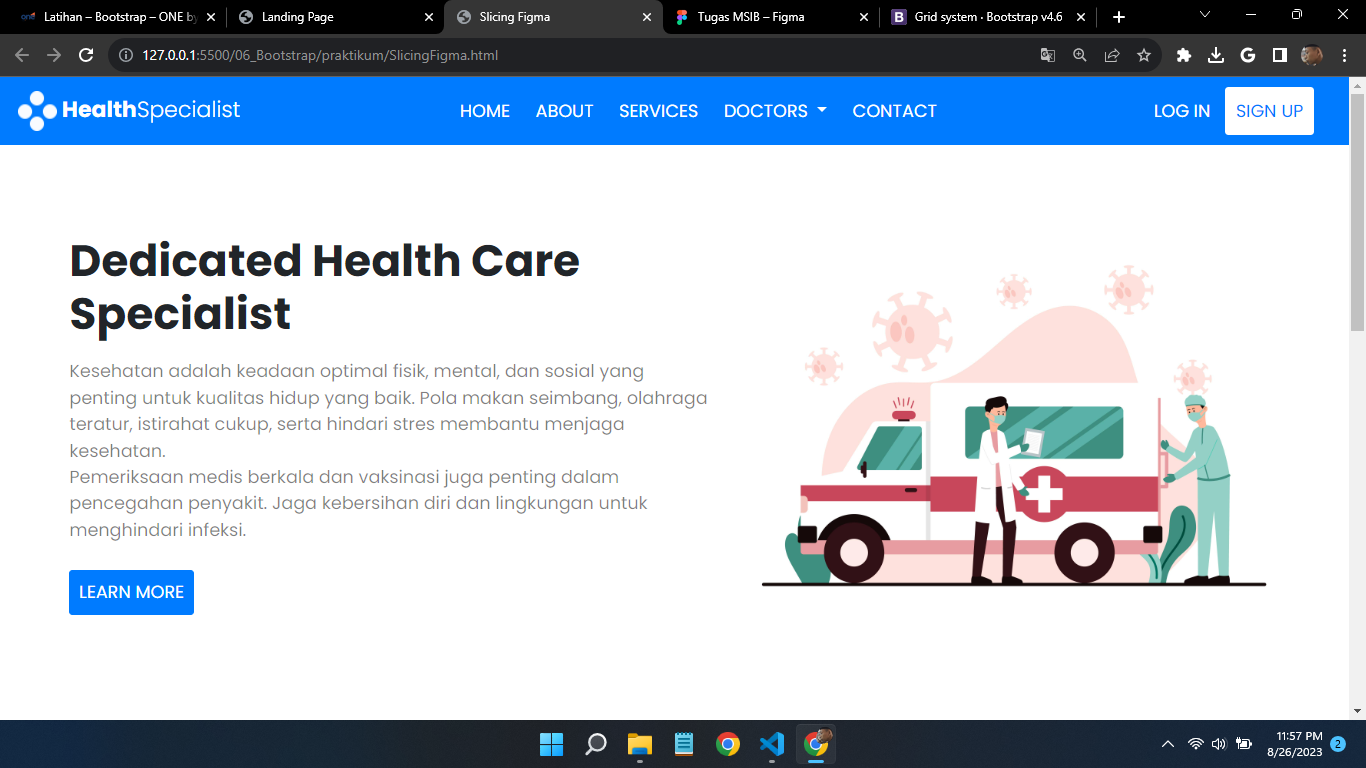 Latihan – Bootstrap – ONE by
Landing Page
Slicing Figma
Tugas MSIB – Figma
Grid system · Bootstrap v4.6
127.0.0.1:5500/06_Bootstrap/praktikum/SlicingFigma.html
HealthSpecialist
HOME ABOUT SERVICES DOCTORS CONTACT
LOG IN SIGN UP
Dedicated Health Care
Specialist
Kesehatan adalah keadaan optimal fisik, mental, dan sosial yang
penting untuk kualitas hidup yang baik. Pola makan seimbang, olahraga
teratur, istirahat cukup, serta hindari stres membantu menjaga
kesehatan.
Pemeriksaan medis berkala dan vaksinasi juga penting dalam
pencegahan penyakit. Jaga kebersihan diri dan lingkungan untuk
menghindari infeksi.
LEARN MORE
11:57 PM
8/26/2023
2